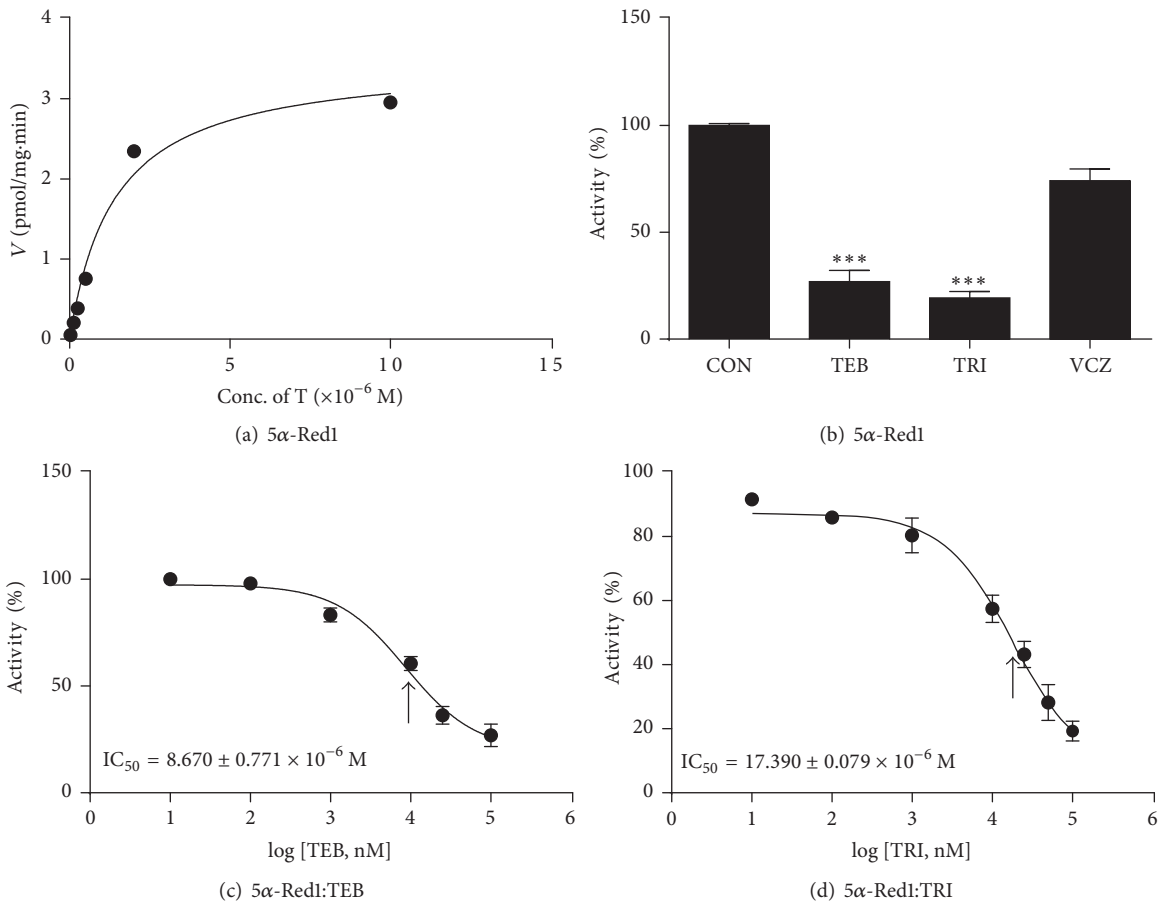 4
3
2
1
0
V (pmol/mg·min)
0 5 10 15
Conc. of T (×10⁻⁶ M)
(a) 5α-Red1
150
100
50
0
Activity (%)
***
***
CON TEB TRI VCZ
(b) 5α-Red1
150
100
50
0
Activity (%)
IC₅₀ = 8.670 ± 0.771 × 10⁻⁶ M
0 1 2 3 4 5 6
log [TEB, nM]
(c) 5α-Red1:TEB
100
80
60
40
20
0
Activity (%)
IC₅₀ = 17.390 ± 0.079 × 10⁻⁶ M
0 1 2 3 4 5 6
log [TRI, nM]
(d) 5α-Red1:TRI